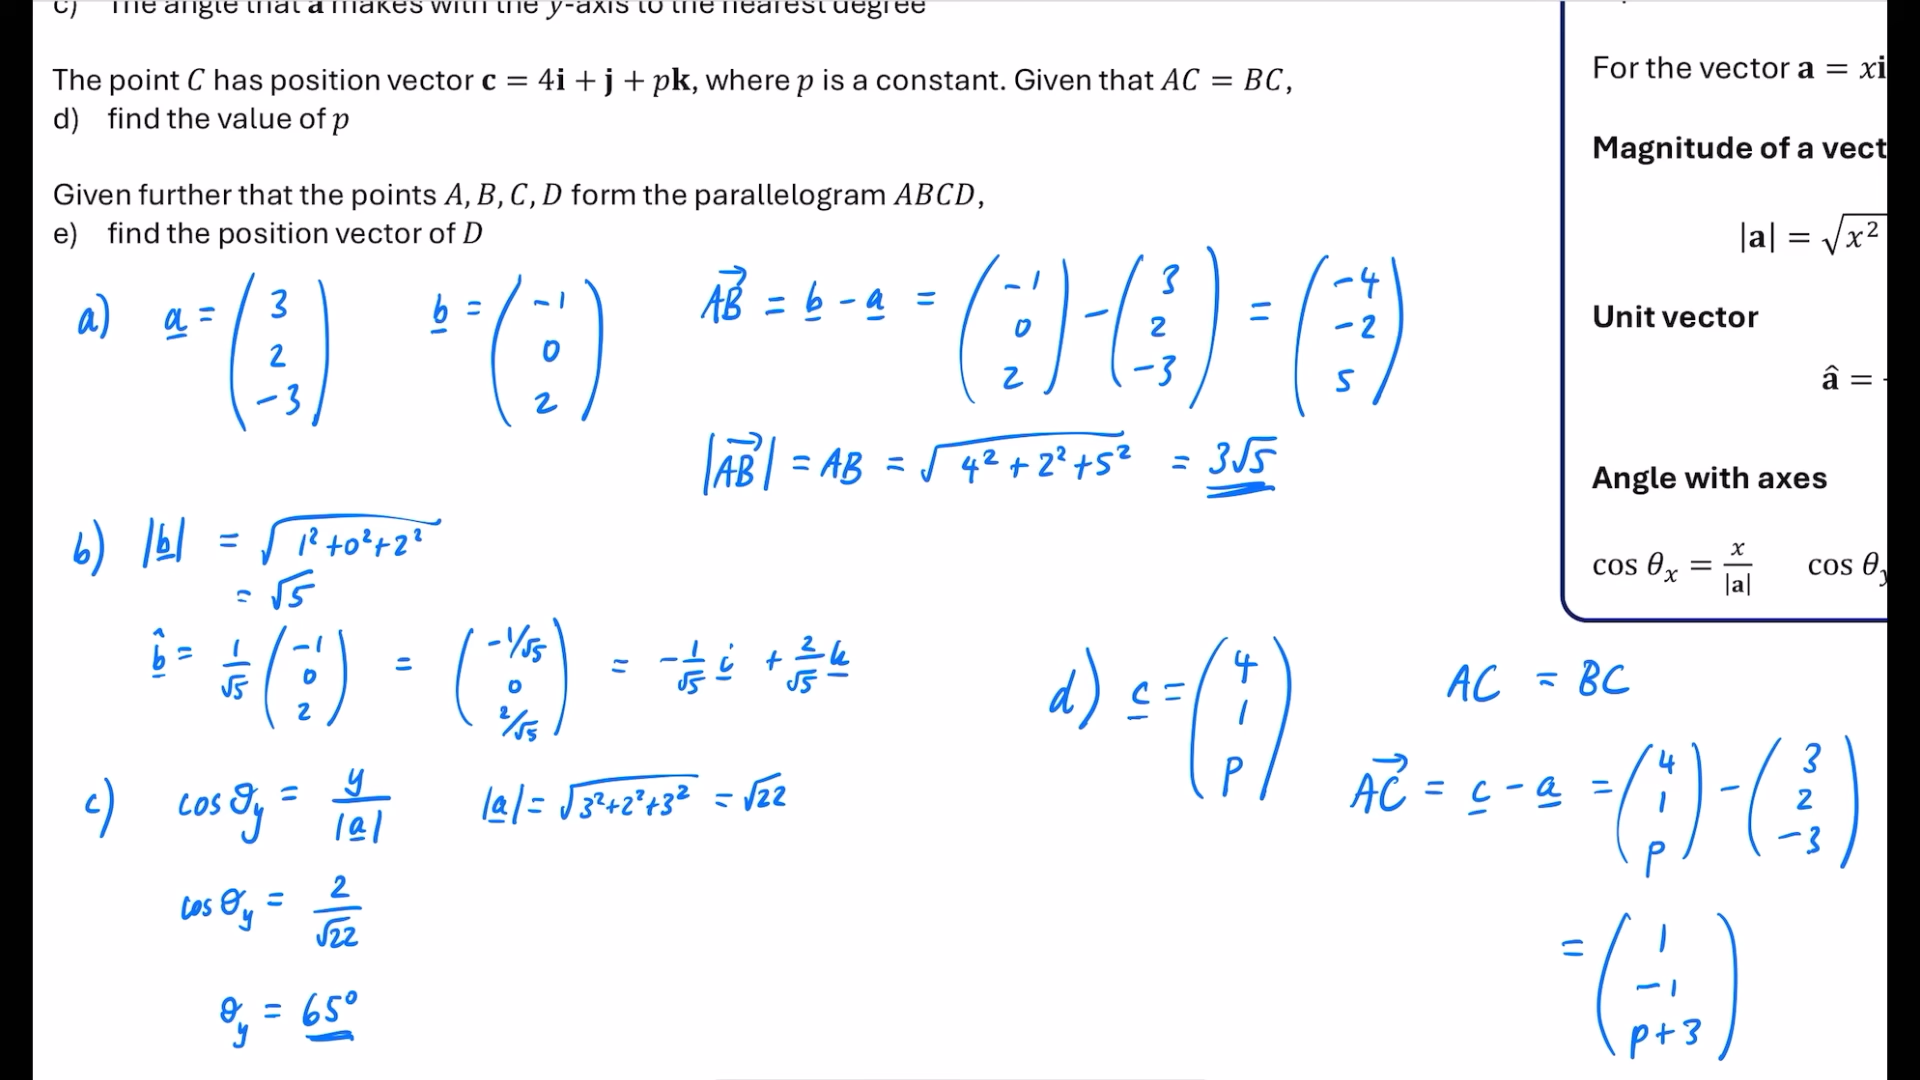 c) The angle that a makes with the y-axis to the nearest degree
The point C has position vector c = 4i + j + pk, where p is a constant. Given that AC = BC,
d) find the value of p
Given further that the points A, B, C, D form the parallelogram ABCD,
e) find the position vector of D
For the vector a = xi
Magnitude of a vect
|a| = √x²
Unit vector
â =
Angle with axes
cos θₓ = x/|a| cos θᵧ
a) a = (3 2 -3) b = (-1 0 2) AB→ = b - a = (-1 0 2) - (3 2 -3) = (-4 -2 5)
|AB→| = AB = √(4² + 2² + 5²) = 3√5
b) |b| = √(1² + 0² + 2²)
= √5
b̂ = 1/√5 (-1 0 2) = (-1/√5 0 2/√5) = -1/√5 i + 2/√5 k
c) cos θᵧ = y/|a| |a| = √(3² + 2² + 3²) = √22
cos θᵧ = 2/√22
θᵧ = 65°
d) c = (4 1 p) AC = BC
AC→ = c - a = (4 1 p) - (3 2 -3)
= (1 -1 p+3)